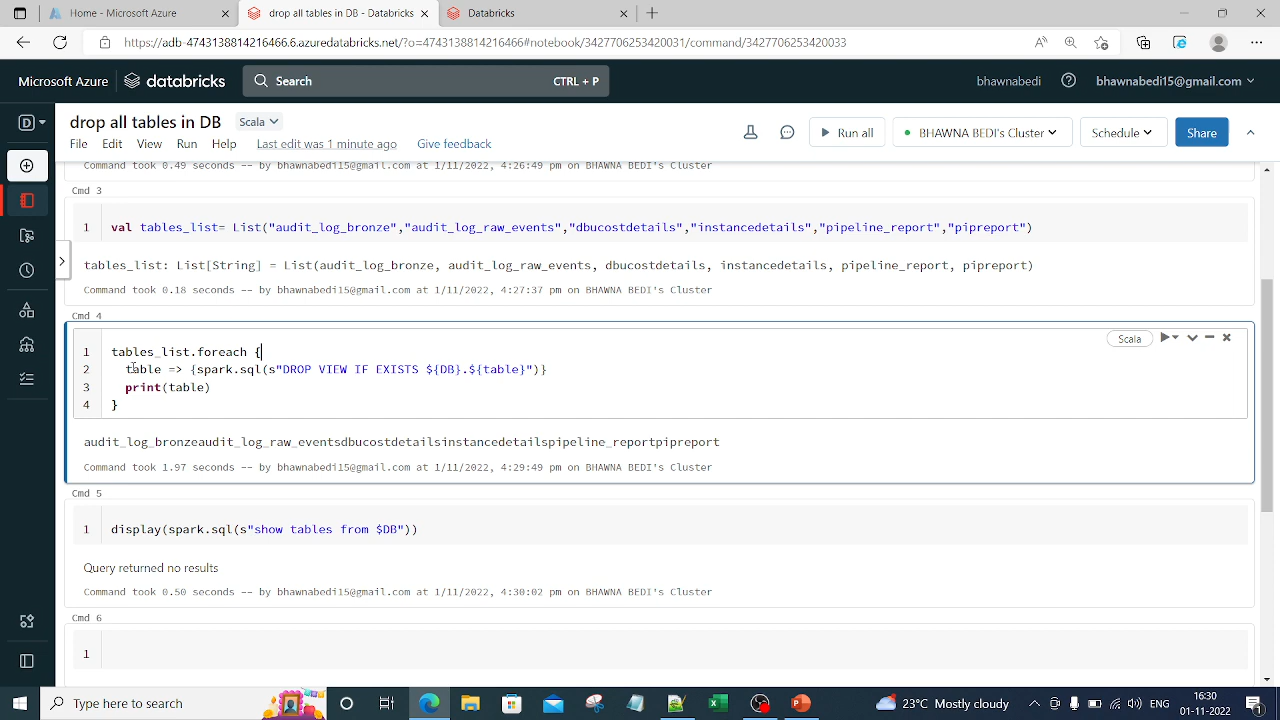 Home - Microsoft Azure
drop all tables in DB - Databricks
Databricks
https://adb-4743138814216466.6.azuredatabricks.net/?o=4743138814216466#notebook/3427706253420031/command/3427706253420033
Microsoft Azure databricks Search CTRL + P bhawnabedi bhawnabedi15@gmail.com
D drop all tables in DB Scala
Run all BHAWNA BEDI's Cluster Schedule Share
File Edit View Run Help Last edit was 1 minute ago Give feedback
Command took 0.49 seconds -- by bhawnabedi15@gmail.com at 1/11/2022, 4:26:49 pm on BHAWNA BEDI's Cluster
Cmd 3
1 val tables_list= List("audit_log_bronze","audit_log_raw_events","dbucostdetails","instancedetails","pipeline_report","pipreport")
tables_list: List[String] = List(audit_log_bronze, audit_log_raw_events, dbucostdetails, instancedetails, pipeline_report, pipreport)
Command took 0.18 seconds -- by bhawnabedi15@gmail.com at 1/11/2022, 4:27:37 pm on BHAWNA BEDI's Cluster
Cmd 4
Scala
1 tables_list.foreach {
2 table => {spark.sql(s"DROP VIEW IF EXISTS ${DB}.${table}")}
3 print(table)
4 }
audit_log_bronzeaudit_log_raw_eventsdbucostdetailsinstancedetailspipeline_reportpipreport
Command took 1.97 seconds -- by bhawnabedi15@gmail.com at 1/11/2022, 4:29:49 pm on BHAWNA BEDI's Cluster
Cmd 5
1 display(spark.sql(s"show tables from $DB"))
Query returned no results
Command took 0.50 seconds -- by bhawnabedi15@gmail.com at 1/11/2022, 4:30:02 pm on BHAWNA BEDI's Cluster
Cmd 6
1
Type here to search 23°C Mostly cloudy ENG 16:30
01-11-2022